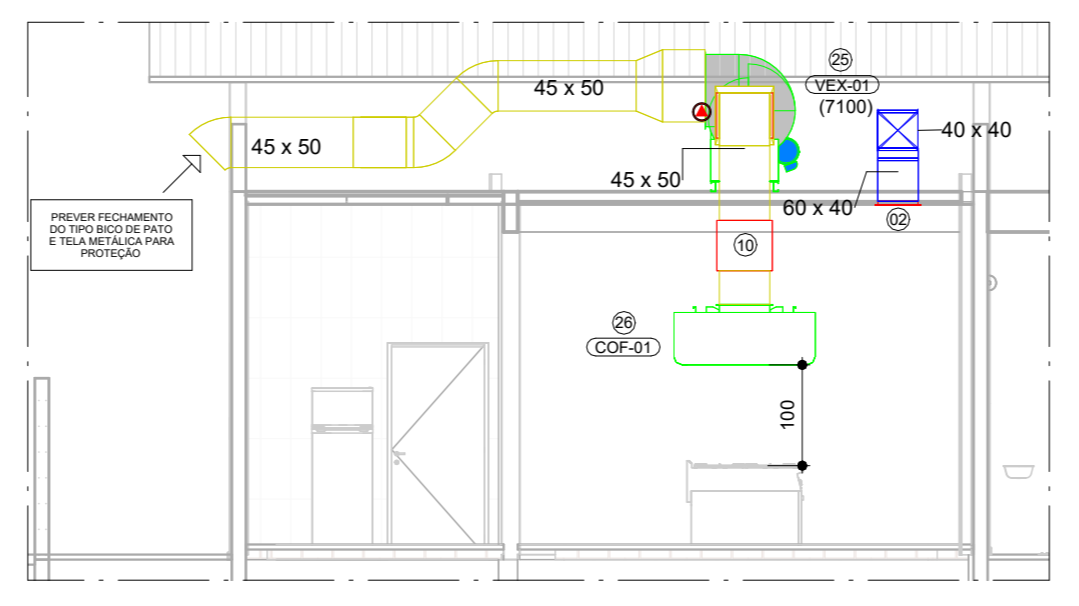 45 x 50
25
VEX-01
(7100)
40 x 40
45 x 50
45 x 50
60 x 40
02
PREVER FECHAMENTO
DO TIPO BICO DE PATO
E TELA METÁLICA PARA
PROTEÇÃO
10
26
COF-01
100